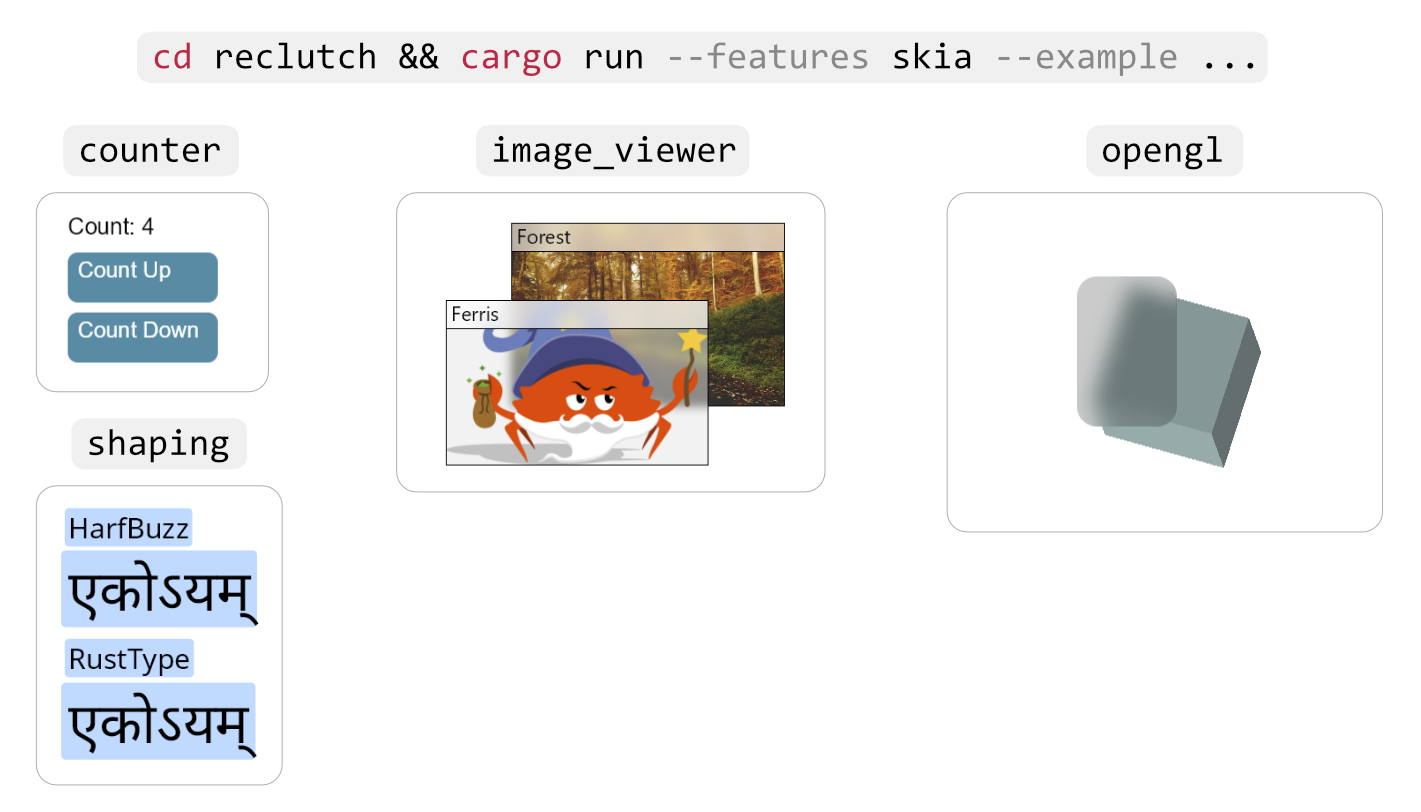 cd reclutch && cargo run --features skia --example ...
counter
Count: 4
Count Up
Count Down
image_viewer
Forest
Ferris
opengl
shaping
HarfBuzz
एकोऽयम्
RustType
एकोऽयम्